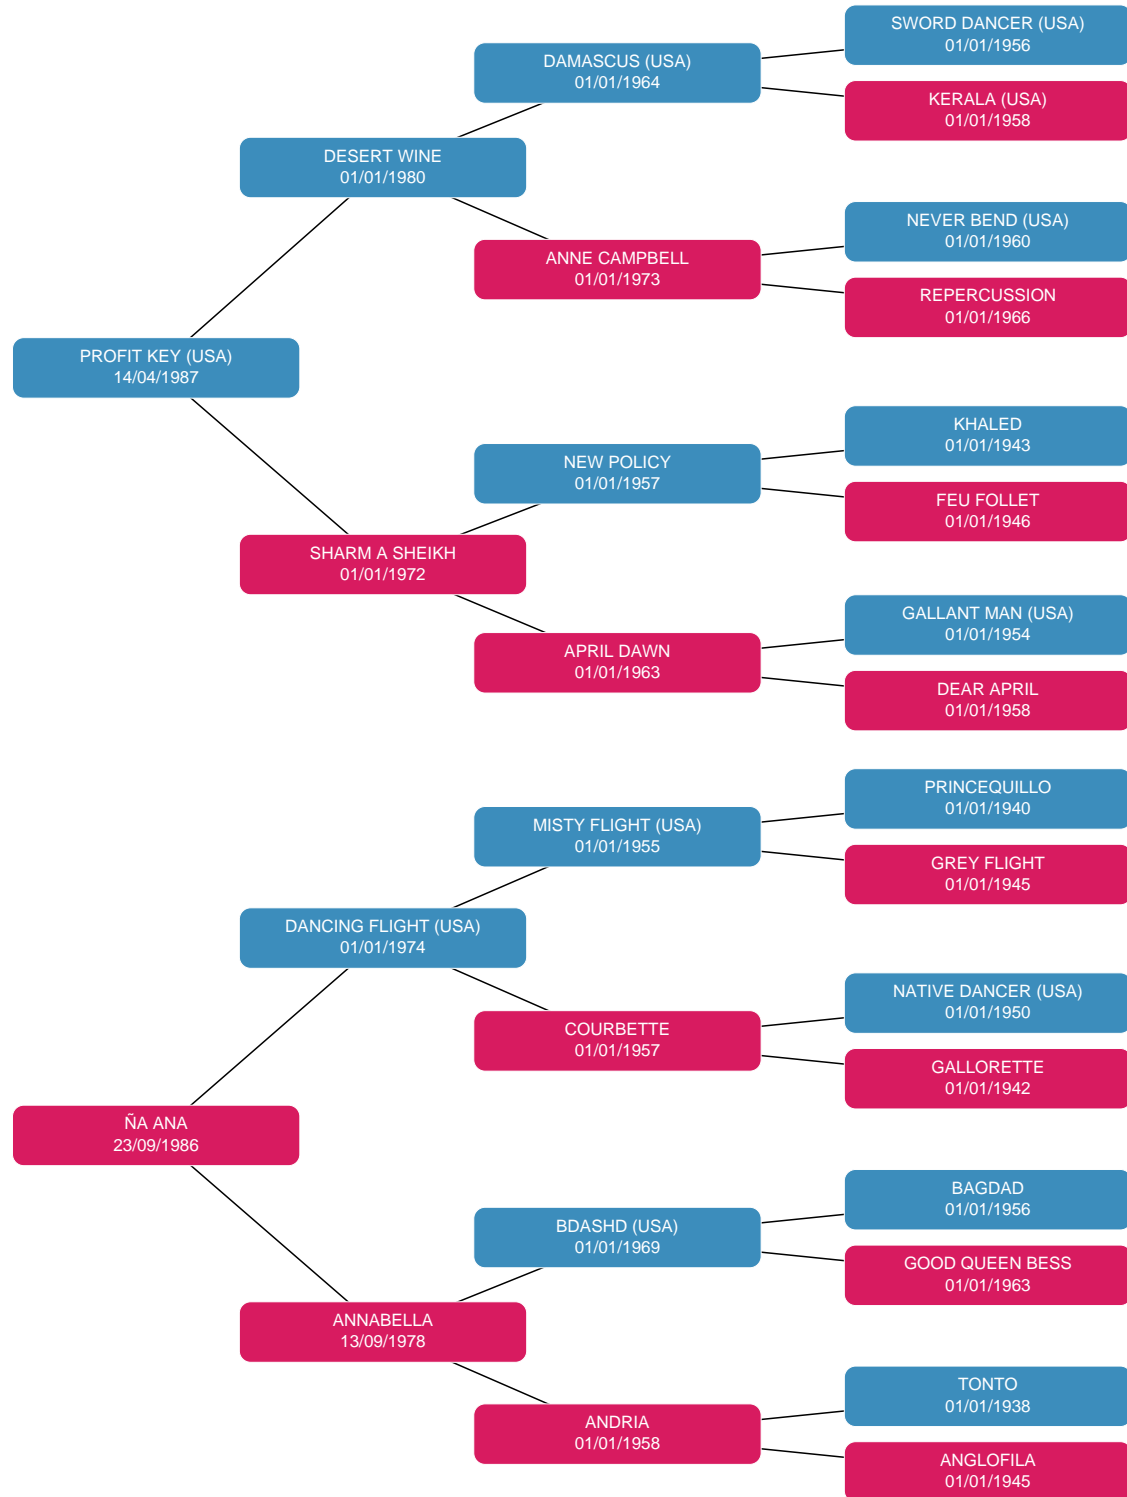 SWORD DANCER (USA)
01/01/1956
DAMASCUS (USA)
01/01/1964
KERALA (USA)
01/01/1958
DESERT WINE
01/01/1980
NEVER BEND (USA)
01/01/1960
ANNE CAMPBELL
01/01/1973
REPERCUSSION
01/01/1966
PROFIT KEY (USA)
14/04/1987
KHALED
01/01/1943
NEW POLICY
01/01/1957
FEU FOLLET
01/01/1946
SHARM A SHEIKH
01/01/1972
GALLANT MAN (USA)
01/01/1954
APRIL DAWN
01/01/1963
DEAR APRIL
01/01/1958
PRINCEQUILLO
01/01/1940
MISTY FLIGHT (USA)
01/01/1955
GREY FLIGHT
01/01/1945
DANCING FLIGHT (USA)
01/01/1974
NATIVE DANCER (USA)
01/01/1950
COURBETTE
01/01/1957
GALLORETTE
01/01/1942
ÑA ANA
23/09/1986
BAGDAD
01/01/1956
BDASHD (USA)
01/01/1969
GOOD QUEEN BESS
01/01/1963
ANNABELLA
13/09/1978
TONTO
01/01/1938
ANDRIA
01/01/1958
ANGLOFILA
01/01/1945